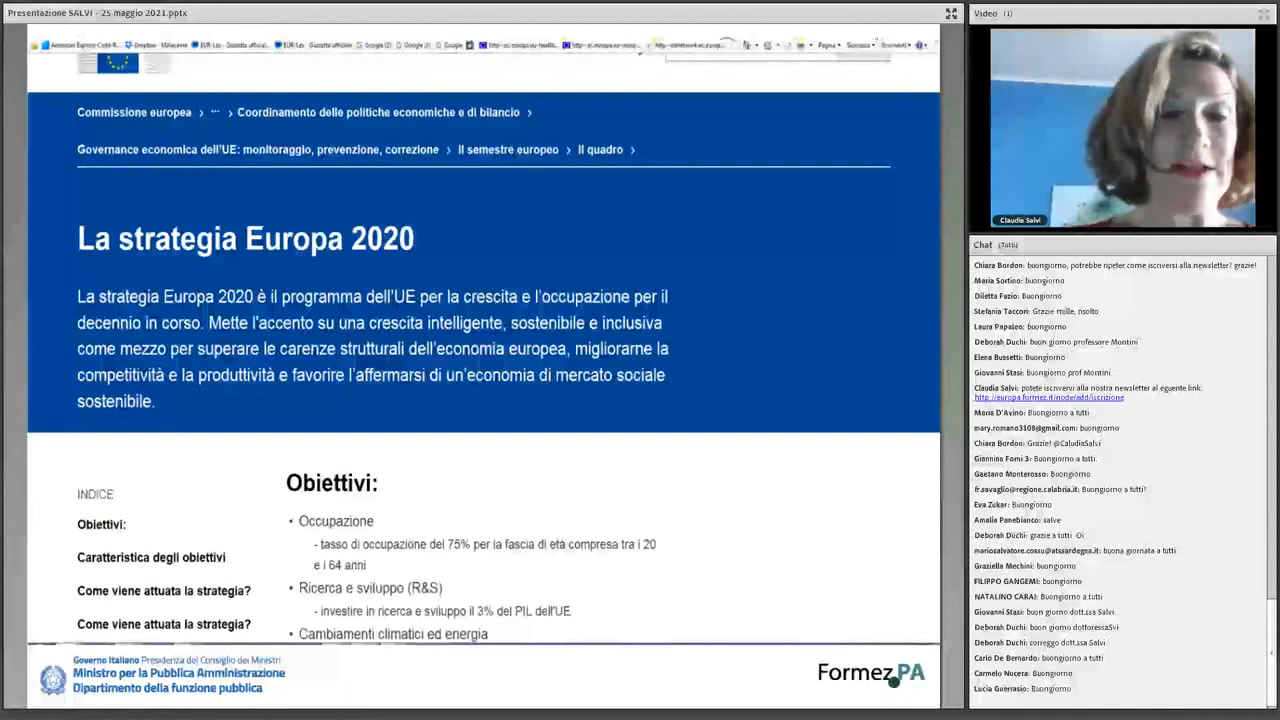 Presentazione SALVI - 25 maggio 2021.pptx
Commissione europea › ··· › Coordinamento delle politiche economiche e di bilancio ›
Governance economica dell'UE: monitoraggio, prevenzione, correzione › Il semestre europeo › Il quadro ›
La strategia Europa 2020
La strategia Europa 2020 è il programma dell'UE per la crescita e l'occupazione per il
decennio in corso. Mette l'accento su una crescita intelligente, sostenibile e inclusiva
come mezzo per superare le carenze strutturali dell'economia europea, migliorarne la
competitività e la produttività e favorire l'affermarsi di un'economia di mercato sociale
sostenibile.
INDICE
Obiettivi:
Caratteristica degli obiettivi
Come viene attuata la strategia?
Come viene attuata la strategia?
Obiettivi:
• Occupazione
- tasso di occupazione del 75% per la fascia di età compresa tra i 20
e i 64 anni
• Ricerca e sviluppo (R&S)
- investire in ricerca e sviluppo il 3% del PIL dell'UE
• Cambiamenti climatici ed energia
Governo Italiano Presidenza del Consiglio dei Ministri
Ministro per la Pubblica Amministrazione
Dipartimento della funzione pubblica
Formez PA
Video (1)
Claudia Salvi
Chat (Tutti)
Chiara Bordon: buongiorno, potrebbe ripeter come iscriversi alla newsletter? grazie!
Maria Sortino: buongiorno
Diletta Fazio: Buongiorno
Stefania Taccori: Grazie mille, risolto
Laura Papaleo: buongiorno
Deborah Duchi: buon giorno professore Montini
Elena Bussetti: Buongiorno
Giovanni Stasi: buongiorno prof Montini
Claudia Salvi: potete iscrivervi alla nostra newsletter al eguente link:
http://europa.formez.it/node/add/iscrizione
Maria D'Avino: Buongiorno a tutti
mary.romano3108@gmail.com: buongiorno
Chiara Bordon: Grazie! @CaludiaSalvi
Giannina Forni 3: Buongiorno a tutti.
Gaetano Monterosso: Buongiorno
fr.savaglio@regione.calabria.it: Buongiorno a tutti!
Eva Zukar: Buongiorno
Amalia Panebianco: salve
Deborah Duchi: grazie a tutti Oi
mariosalvatore.cossu@atssardegna.it: buona giornata a tutti
Graziella Mechini: buongiorno
FILIPPO GANGEMI: buongiorno
NATALINO CARAI: Buongiorno a tutti
Giovanni Stasi: buon giorno dott.ssa Salvi
Deborah Duchi: buon giorno dottoressaSvi
Deborah Duchi: correggo dott.ssa Salvi
Carlo De Bernardo: buongiorno a tutti
Carmelo Nucera: Buongiorno
Lucia Guerrasio: Buongiorno